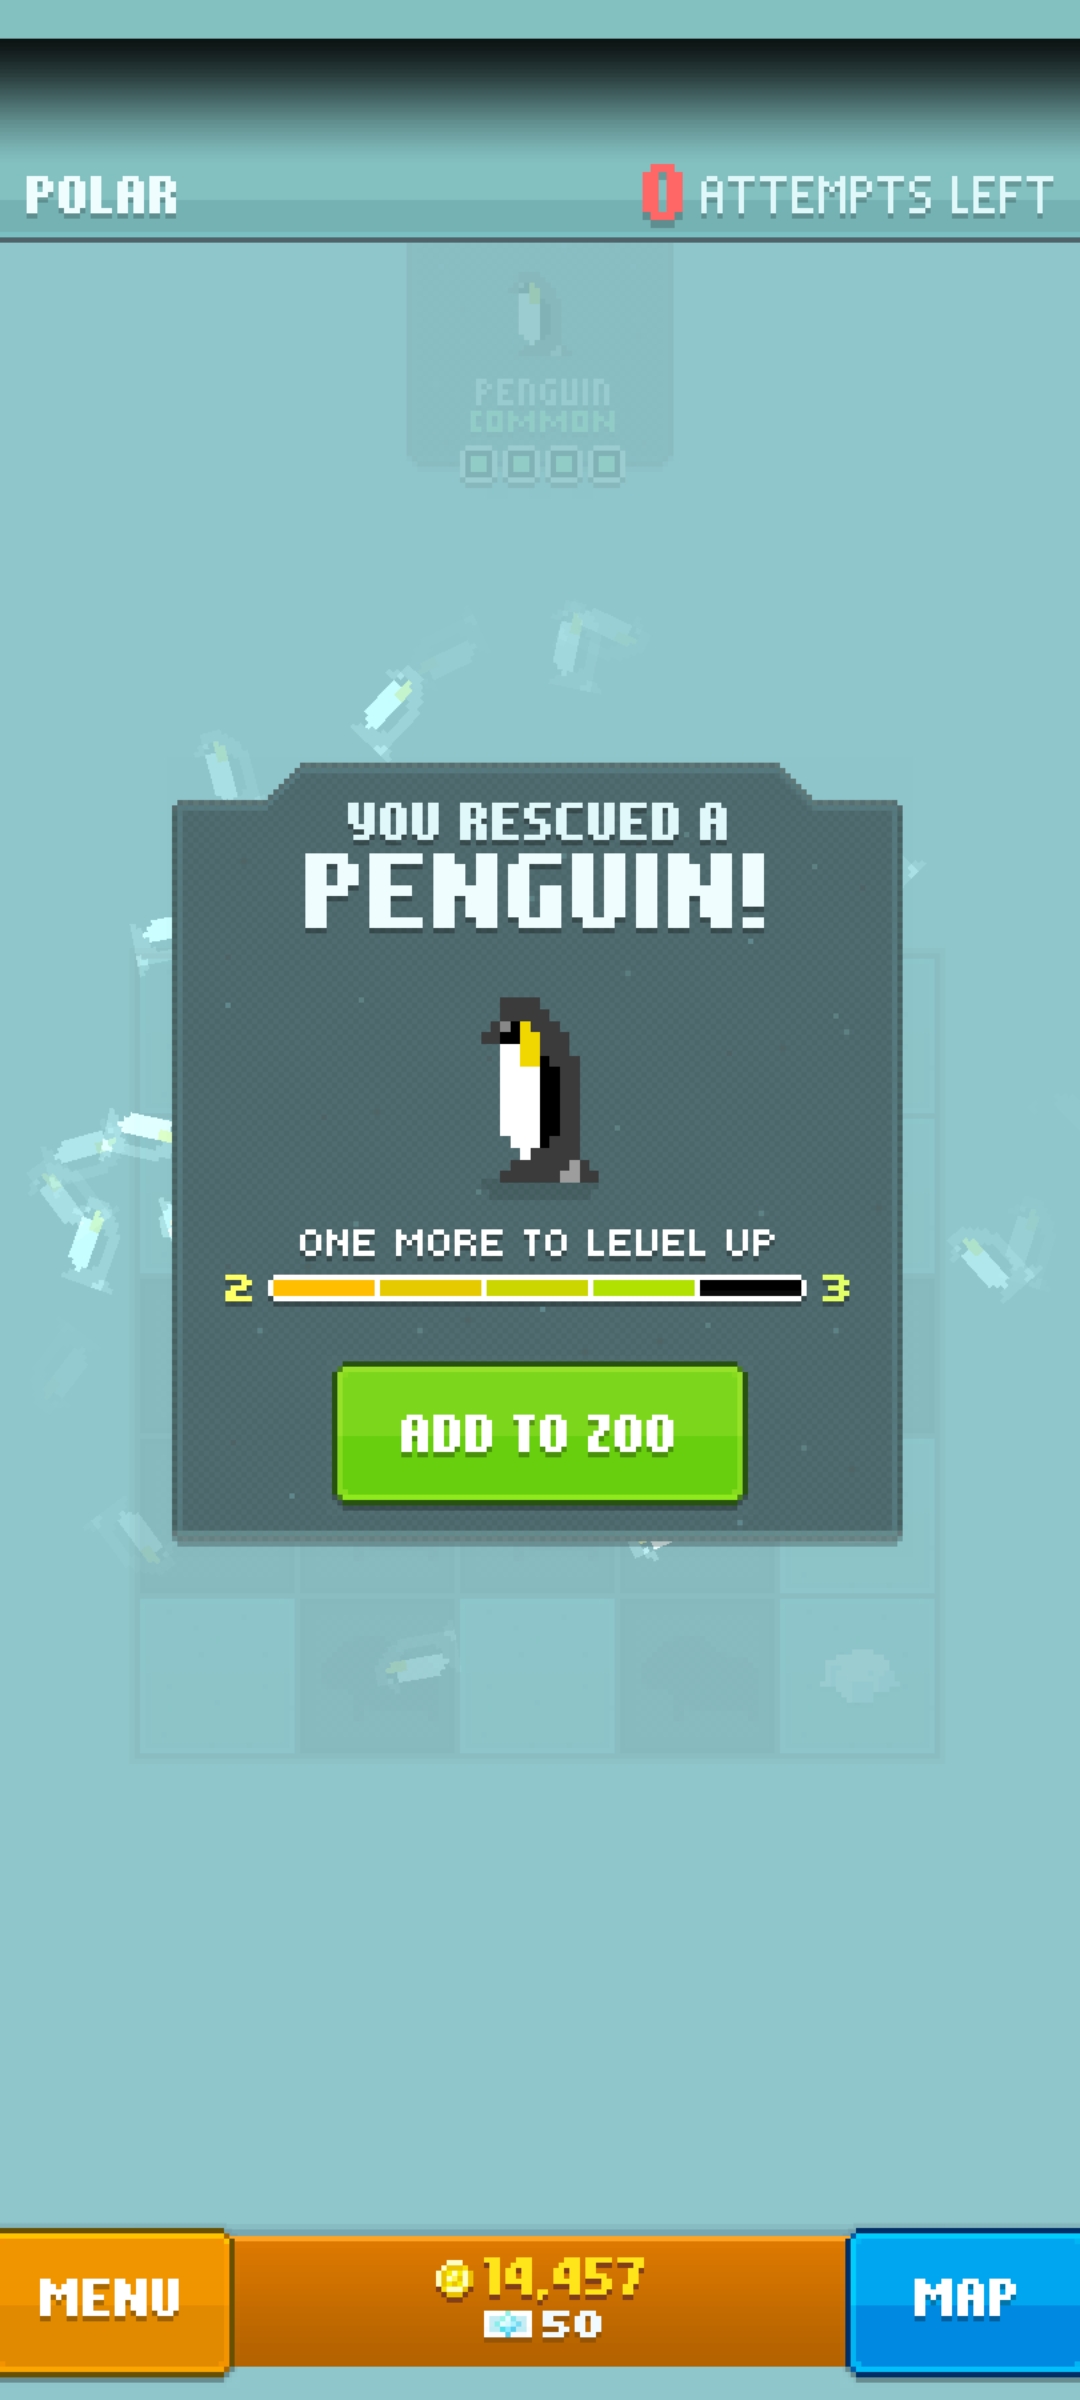 POLAR
0 ATTEMPTS LEFT
PENGUIN
COMMON
YOU RESCUED A
PENGUIN!
ONE MORE TO LEVEL UP
2 3
ADD TO ZOO
MENU
14,457
50
MAP